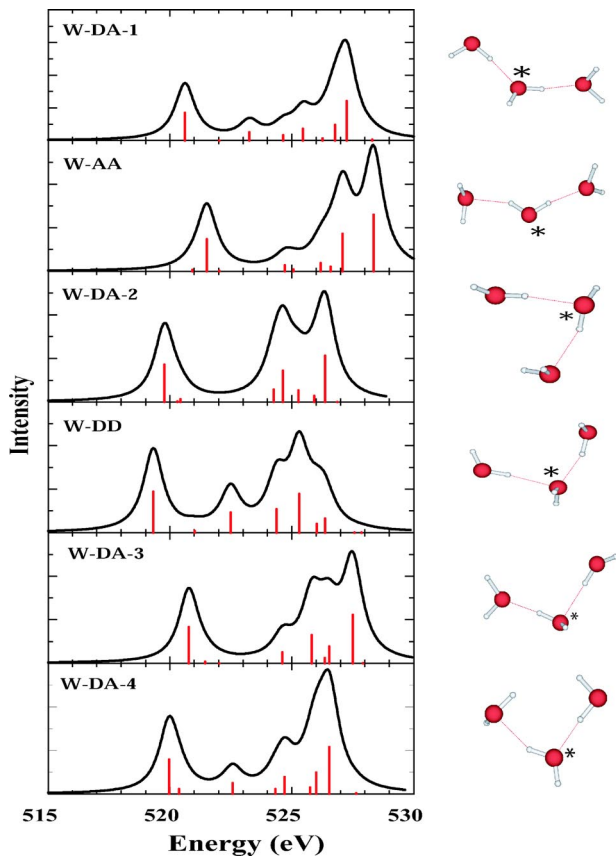 W-DA-1
*
W-AA
*
W-DA-2
*
Intensity
W-DD
*
W-DA-3
*
W-DA-4
*
515 520 525 530
Energy (eV)